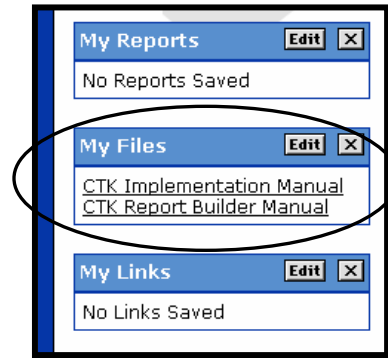 My Reports Edit X
No Reports Saved
My Files Edit X
CTK Implementation Manual
CTK Report Builder Manual
My Links Edit X
No Links Saved